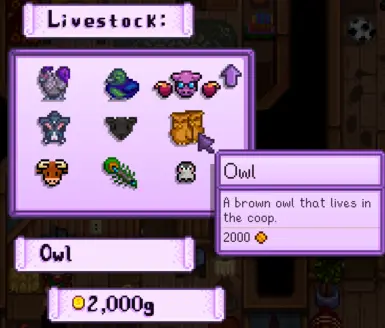 Livestock:
Owl
A brown owl that lives in
the coop.
2000
Owl
2,000g